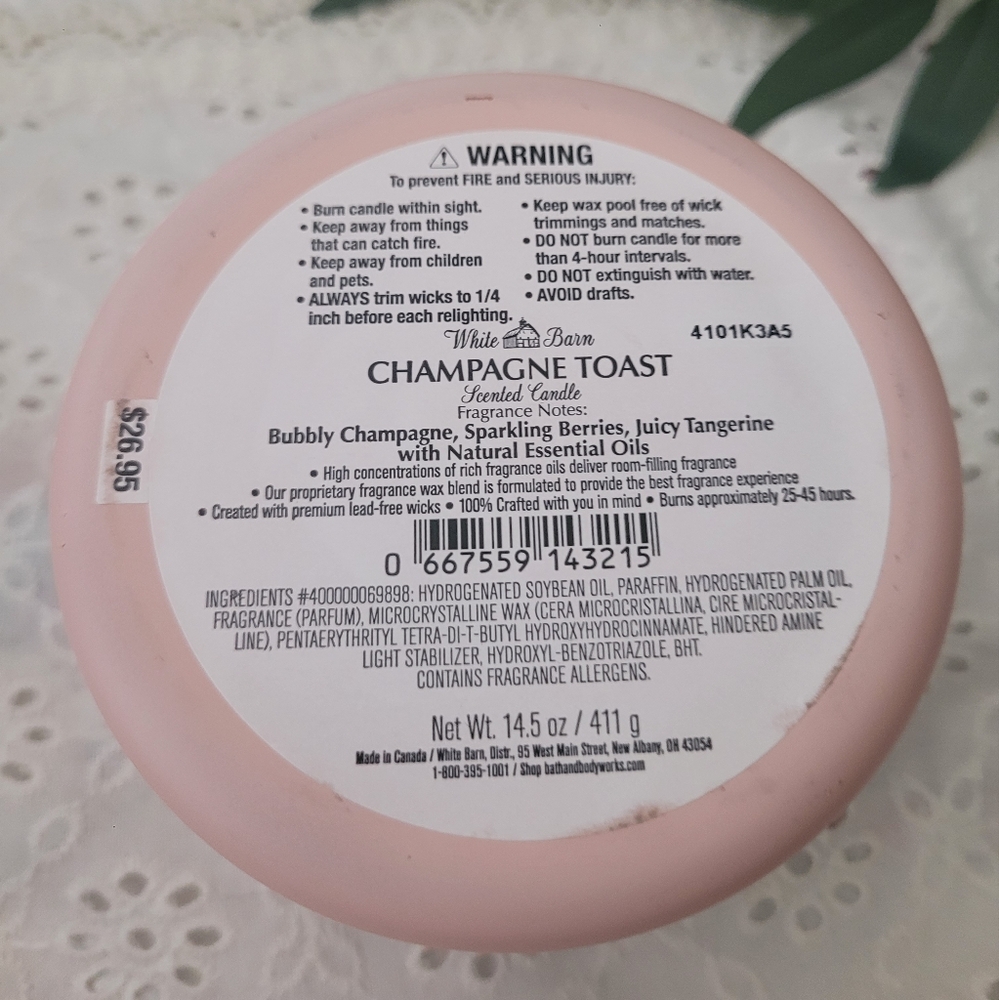 ⚠ WARNING
To prevent FIRE and SERIOUS INJURY:
• Burn candle within sight.
• Keep away from things
that can catch fire.
• Keep away from children
and pets.
• ALWAYS trim wicks to 1/4
inch before each relighting.
• Keep wax pool free of wick
trimmings and matches.
• DO NOT burn candle for more
than 4-hour intervals.
• DO NOT extinguish with water.
• AVOID drafts.
White Barn
4101K3A5
CHAMPAGNE TOAST
Scented Candle
Fragrance Notes:
Bubbly Champagne, Sparkling Berries, Juicy Tangerine
with Natural Essential Oils
• High concentrations of rich fragrance oils deliver room-filling fragrance
• Our proprietary fragrance wax blend is formulated to provide the best fragrance experience
• Created with premium lead-free wicks • 100% Crafted with you in mind • Burns approximately 25-45 hours.
0 667559 143215
INGREDIENTS #400000069898: HYDROGENATED SOYBEAN OIL, PARAFFIN, HYDROGENATED PALM OIL,
FRAGRANCE (PARFUM), MICROCRYSTALLINE WAX (CERA MICROCRISTALLINA, CIRE MICROCRISTAL-
LINE), PENTAERYTHRITYL TETRA-DI-T-BUTYL HYDROXYHYDROCINNAMATE, HINDERED AMINE
LIGHT STABILIZER, HYDROXYL-BENZOTRIAZOLE, BHT.
CONTAINS FRAGRANCE ALLERGENS.
Net Wt. 14.5 oz / 411 g
Made in Canada / White Barn, Distr., 95 West Main Street, New Albany, OH 43054
1-800-395-1001 / Shop bathandbodyworks.com
$26.95